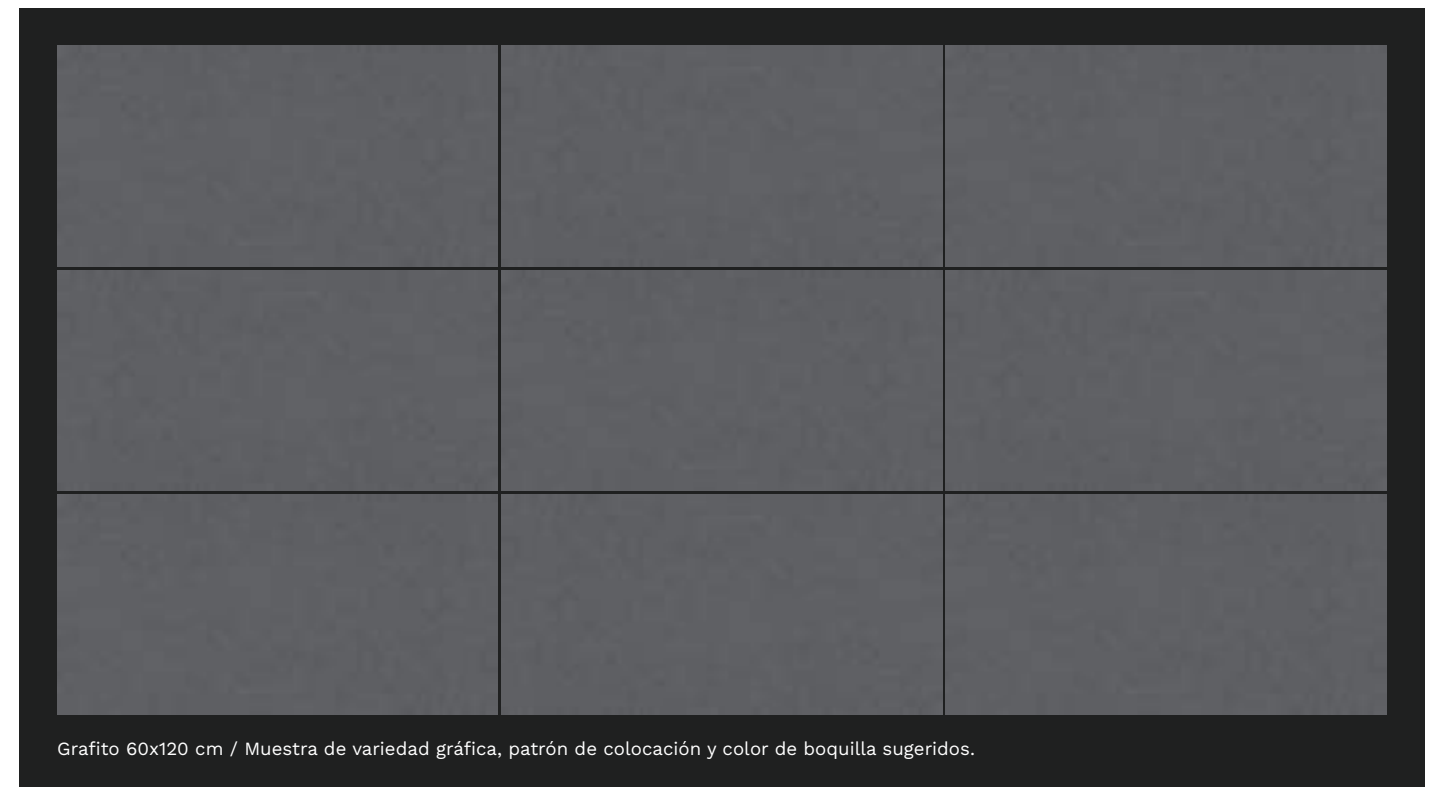 Grafito 60x120 cm / Muestra de variedad gráfica, patrón de colocación y color de boquilla sugeridos.